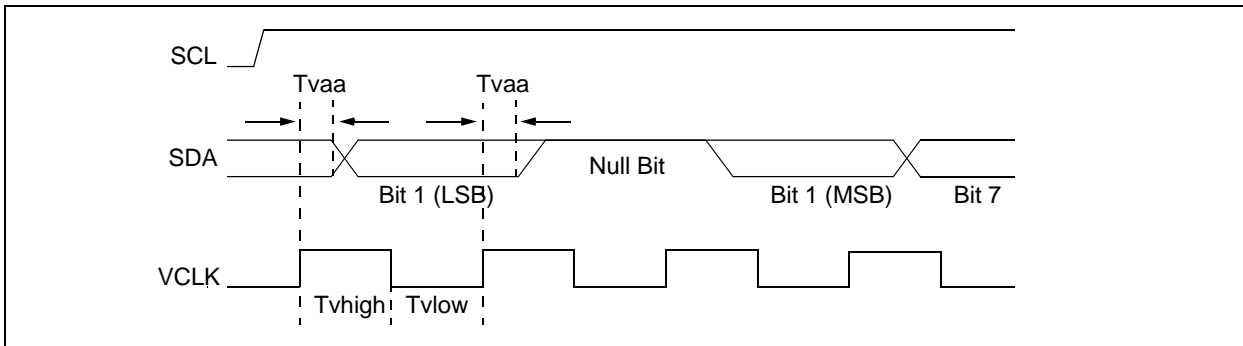 SCL
Tvaa Tvaa
SDA
Null Bit
Bit 1 (LSB) Bit 1 (MSB) Bit 7
VCLK
Tvhigh Tvlow